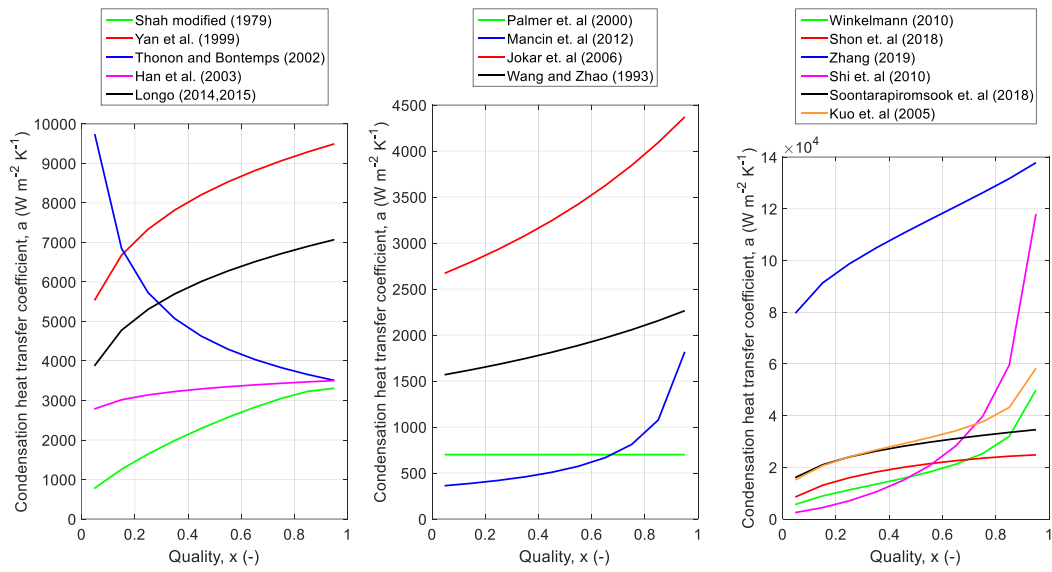 Shah modified (1979)
Yan et al. (1999)
Thonon and Bontemps (2002)
Han et al. (2003)
Longo (2014,2015)
Condensation heat transfer coefficient, a (W m-2 K-1)
10000
9000
8000
7000
6000
5000
4000
3000
2000
1000
0
0 0.2 0.4 0.6 0.8 1
Quality, x (-)
Palmer et. al (2000)
Mancin et. al (2012)
Jokar et. al (2006)
Wang and Zhao (1993)
Condensation heat transfer coefficient, a (W m-2 K-1)
4500
4000
3500
3000
2500
2000
1500
1000
500
0
0 0.2 0.4 0.6 0.8 1
Quality, x (-)
Winkelmann (2010)
Shon et. al (2018)
Zhang (2019)
Shi et. al (2010)
Soontarapiromsook et. al (2018)
Kuo et. al (2005)
Condensation heat transfer coefficient, a (W m-2 K-1)
×104
14
12
10
8
6
4
2
0
0 0.2 0.4 0.6 0.8 1
Quality, x (-)